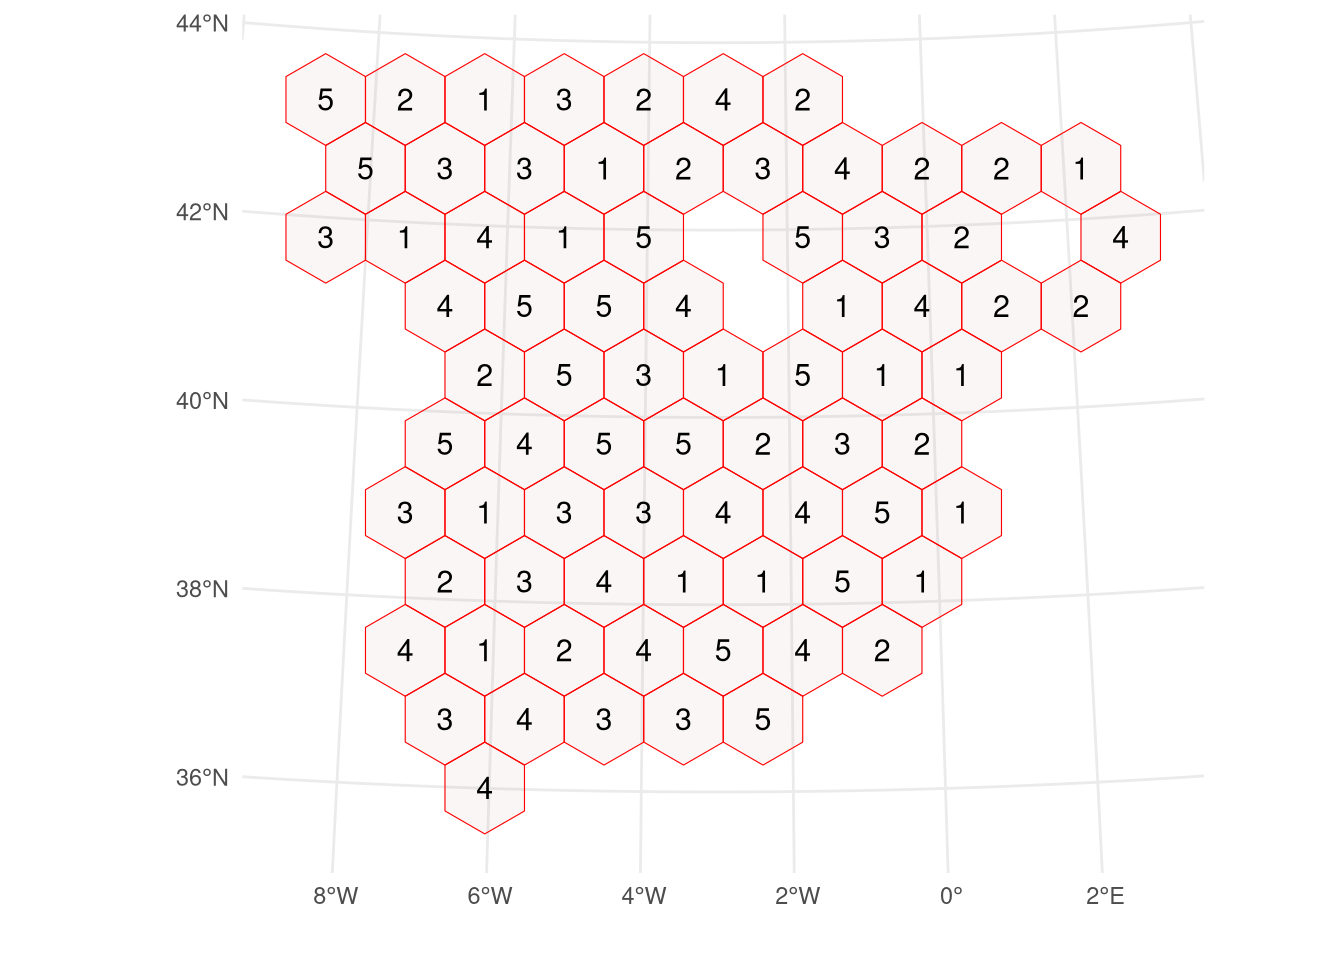 44°N
5 2 1 3 2 4 2
5 3 3 1 2 3 4 2 2 1
42°N
3 1 4 1 5 5 3 2 4
4 5 5 4 1 4 2 2
2 5 3 1 5 1 1
40°N
5 4 5 5 2 3 2
3 1 3 3 4 4 5 1
2 3 4 1 1 5 1
38°N
4 1 2 4 5 4 2
3 4 3 3 5
36°N
4
8°W 6°W 4°W 2°W 0° 2°E